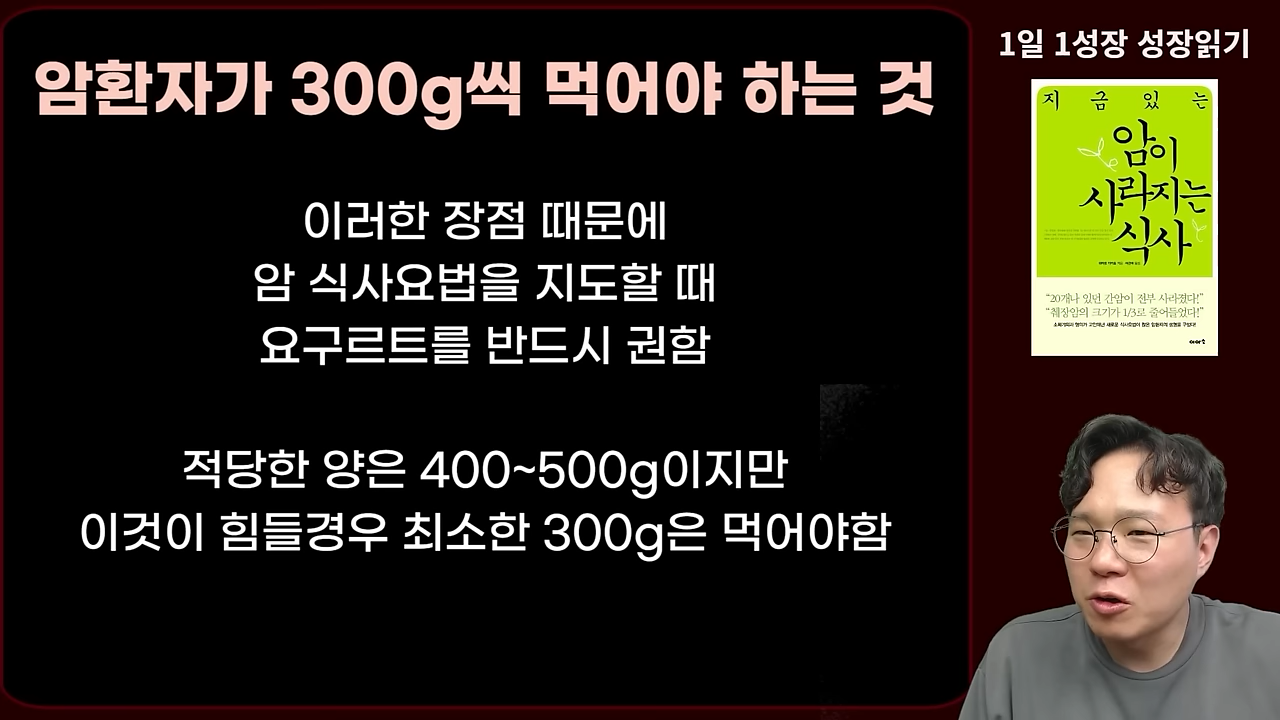 암환자가 300g씩 먹어야 하는 것
이러한 장점 때문에
암 식사요법을 지도할 때
요구르트를 반드시 권함
적당한 양은 400~500g이지만
이것이 힘들경우 최소한 300g은 먹어야함
1일 1성장 성장읽기
지금있는
암이
사라지는
식사
“20개나 있던 간암이 전부 사라졌다!”
“췌장암의 크기가 1/3로 줄어들었다!”